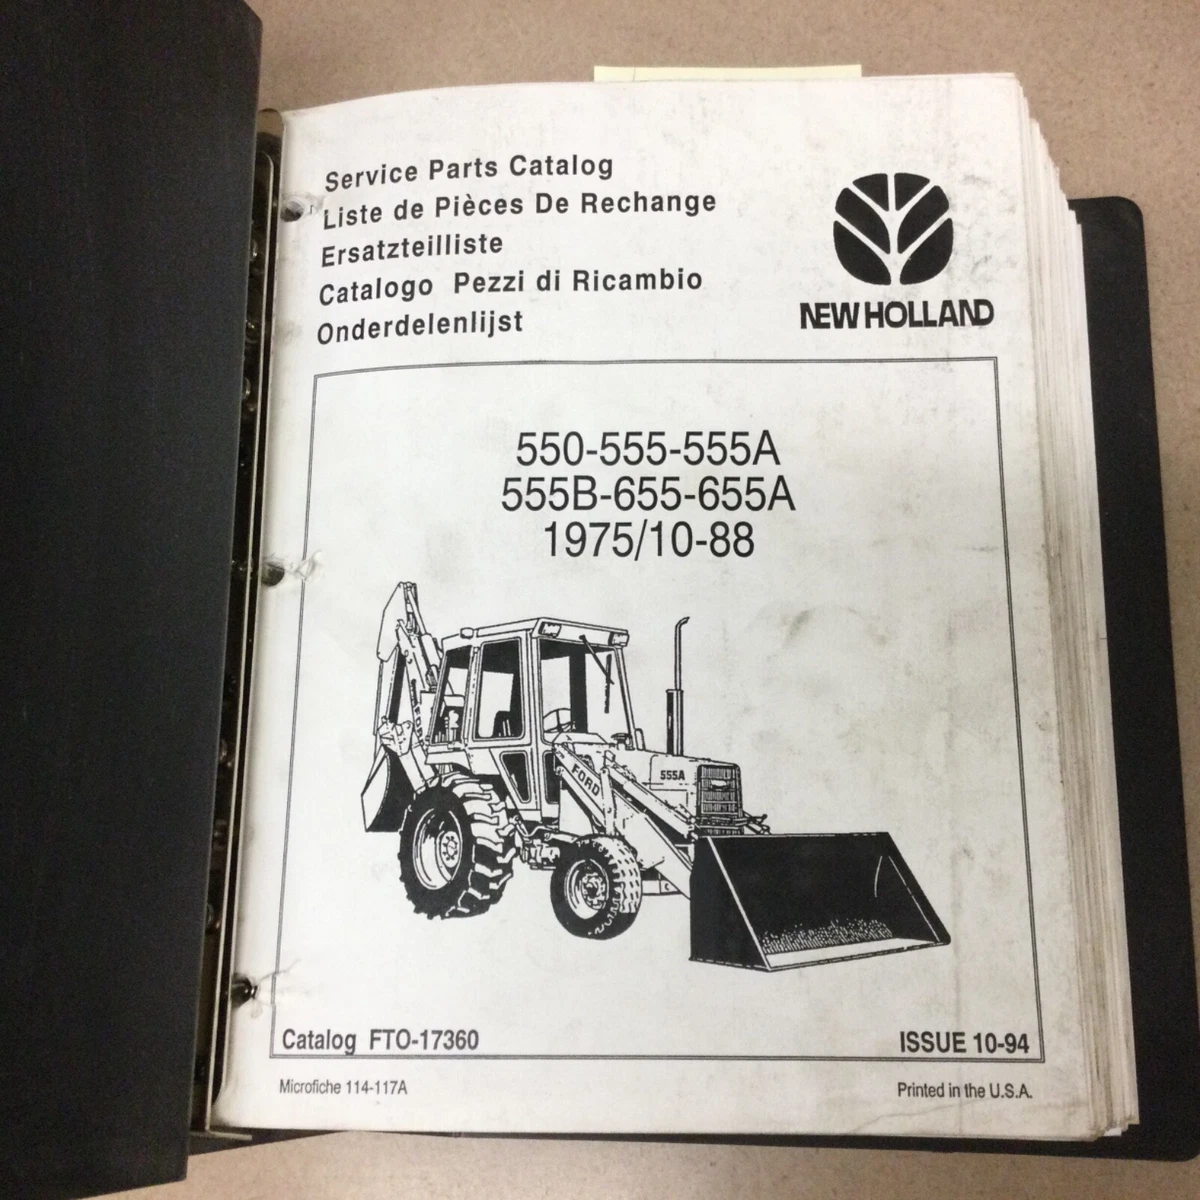 Service Parts Catalog
Liste de Pièces De Rechange
Ersatzteilliste
Catalogo Pezzi di Ricambio
Onderdelenlijst
NEW HOLLAND
550-555-555A
555B-655-655A
1975/10-88
FORD
555A
Catalog FTO-17360
ISSUE 10-94
Microfiche 114-117A
Printed in the U.S.A.